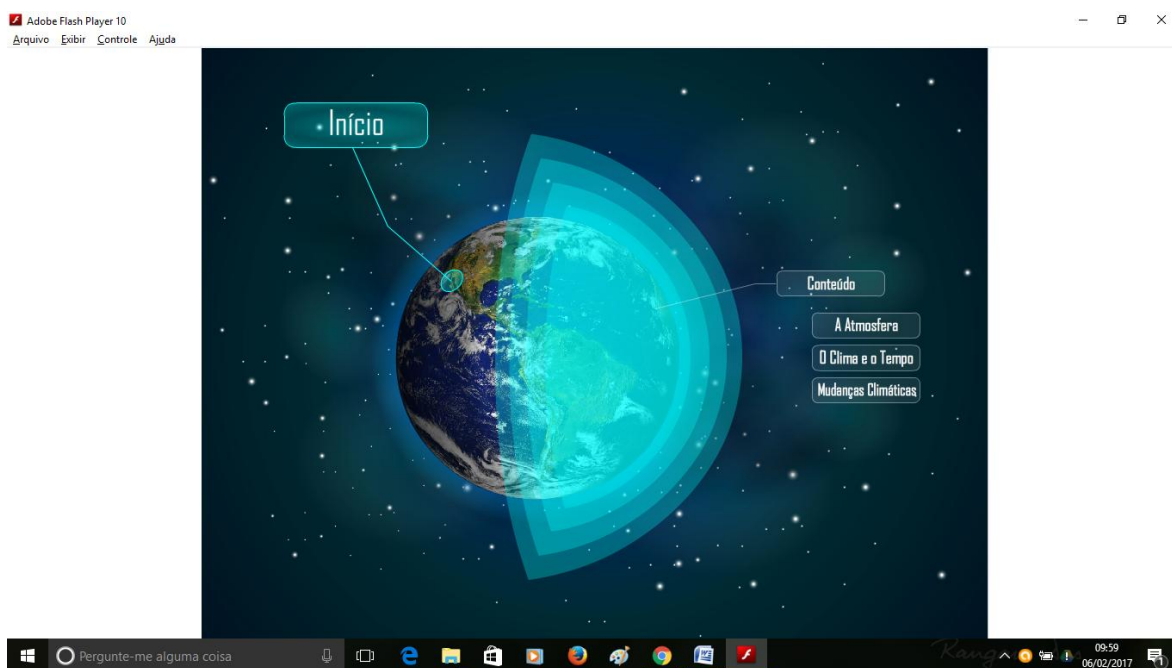 Adobe Flash Player 10
Arquivo Exibir Controle Ajuda
Início
Conteúdo
A Atmosfera
O Clima e o Tempo
Mudanças Climáticas
Pergunte-me alguma coisa
09:59
06/02/2017